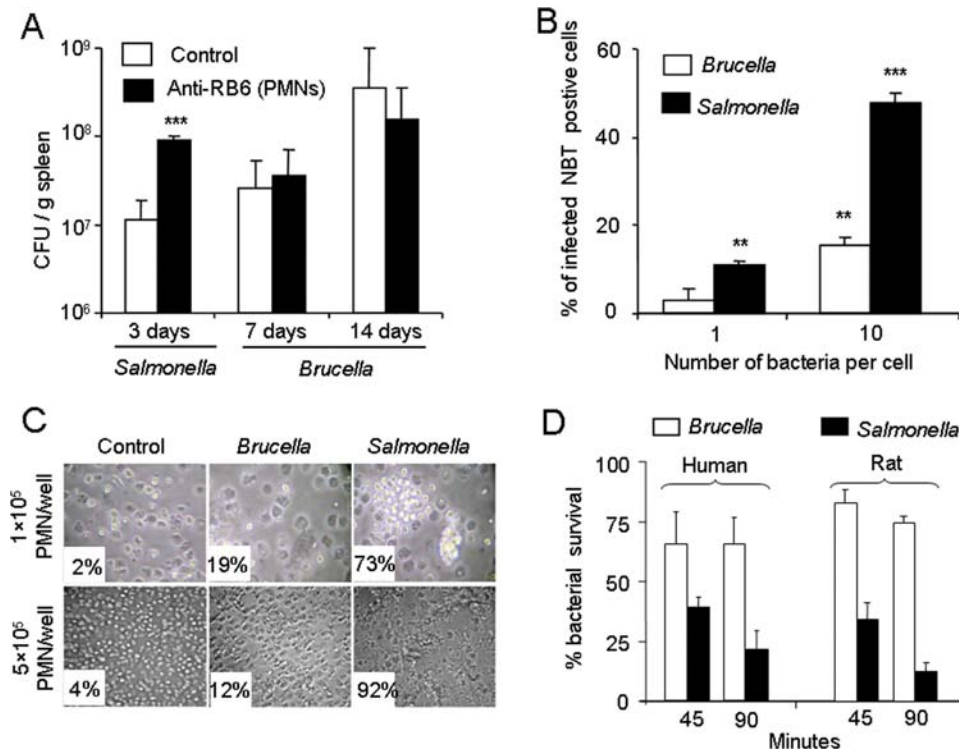 A
Control
Anti-RB6 (PMNs)
CFU / g spleen
10⁹
10⁸
10⁷
10⁶
***
3 days 7 days 14 days
Salmonella Brucella
B
Brucella
Salmonella
% of infected NBT postive cells
60
40
20
0
** ** ***
1 10
Number of bacteria per cell
C
Control Brucella Salmonella
1×10⁵ PMN/well
2% 19% 73%
5×10⁵ PMN/well
4% 12% 92%
D
Brucella Salmonella
Human Rat
% bacterial survival
100
75
50
25
0
45 90 45 90
Minutes